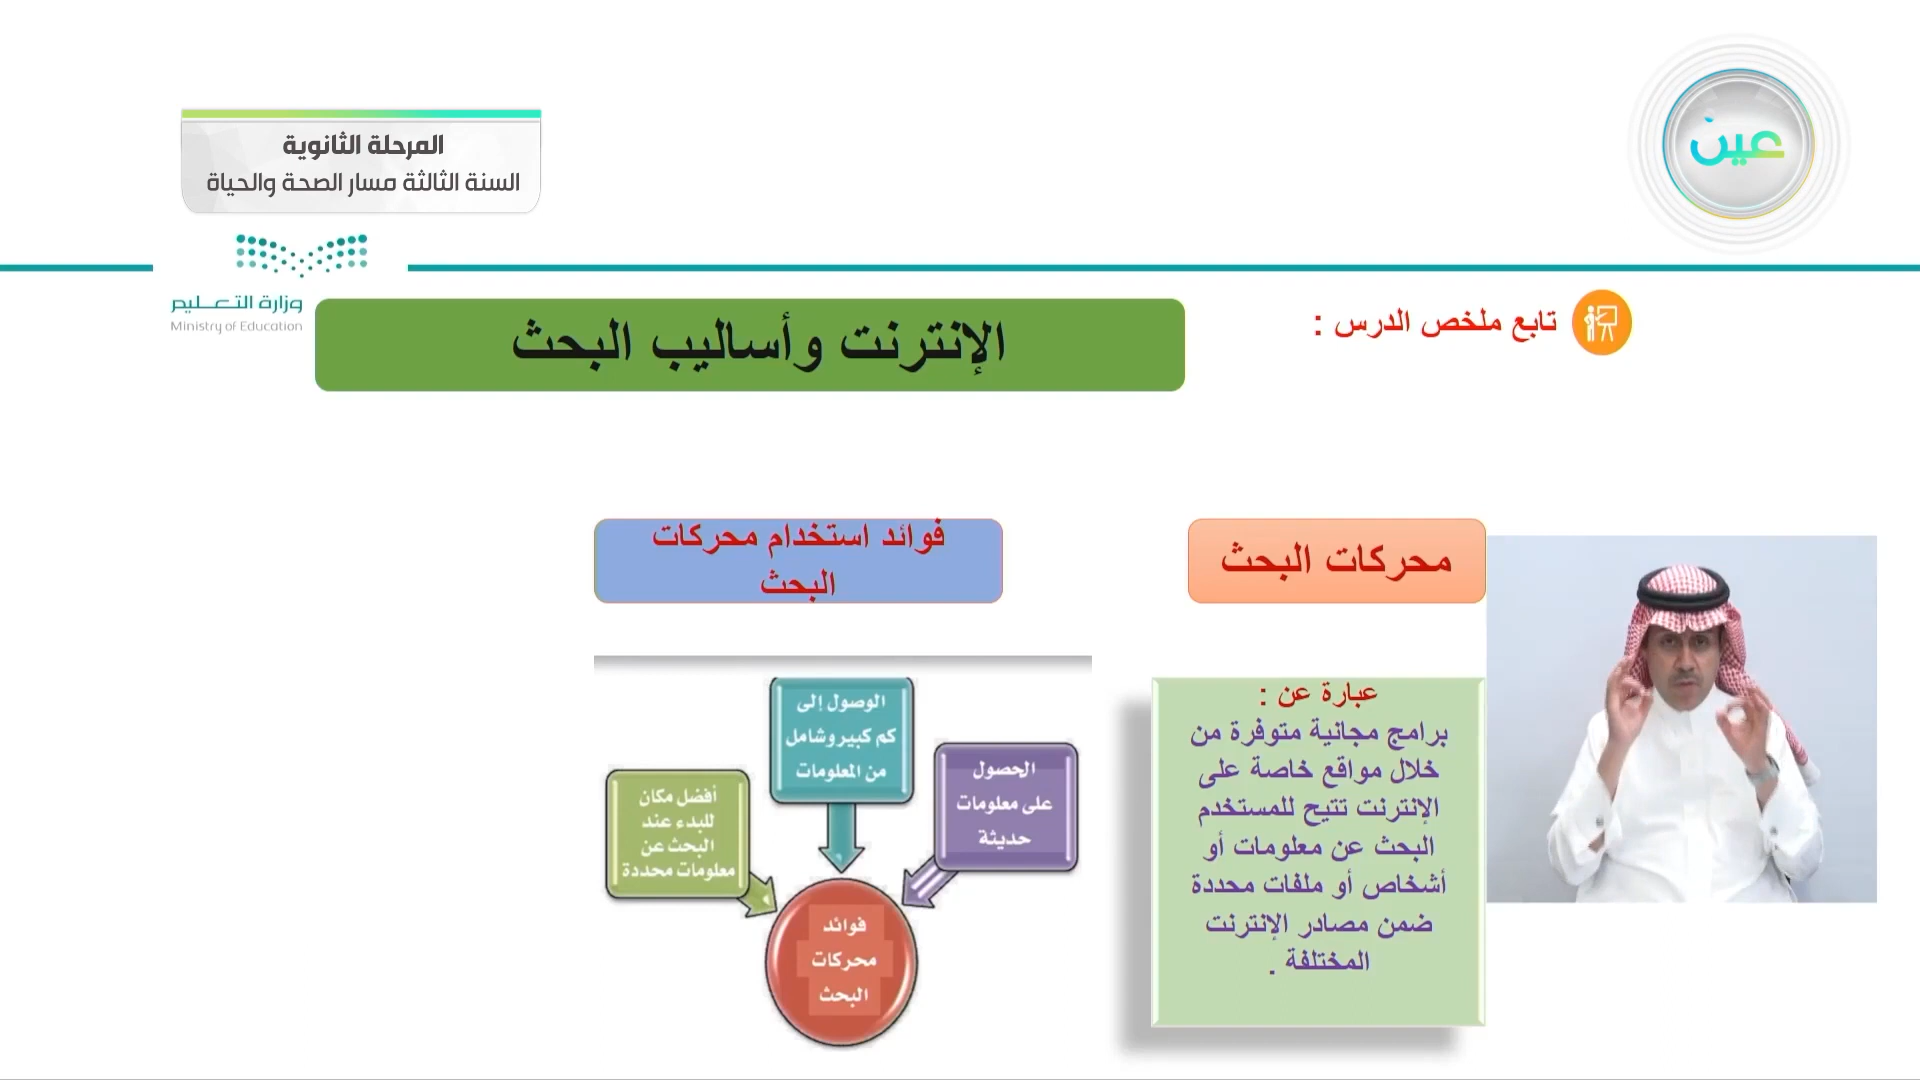 عين
المرحلة الثانوية
السنة الثالثة مسار الصحة والحياة
وزارة التعليم
Ministry of Education
تابع ملخص الدرس :
الإنترنت وأساليب البحث
محركات البحث
عبارة عن :
برامج مجانية متوفرة من
خلال مواقع خاصة على
الإنترنت تتيح للمستخدم
البحث عن معلومات أو
أشخاص أو ملفات محددة
ضمن مصادر الإنترنت
المختلفة .
فوائد استخدام محركات
البحث
الحصول
على معلومات
حديثة
الوصول إلى
كم كبير وشامل
من المعلومات
أفضل مكان
للبدء عند
البحث عن
معلومات محددة
فوائد
محركات
البحث